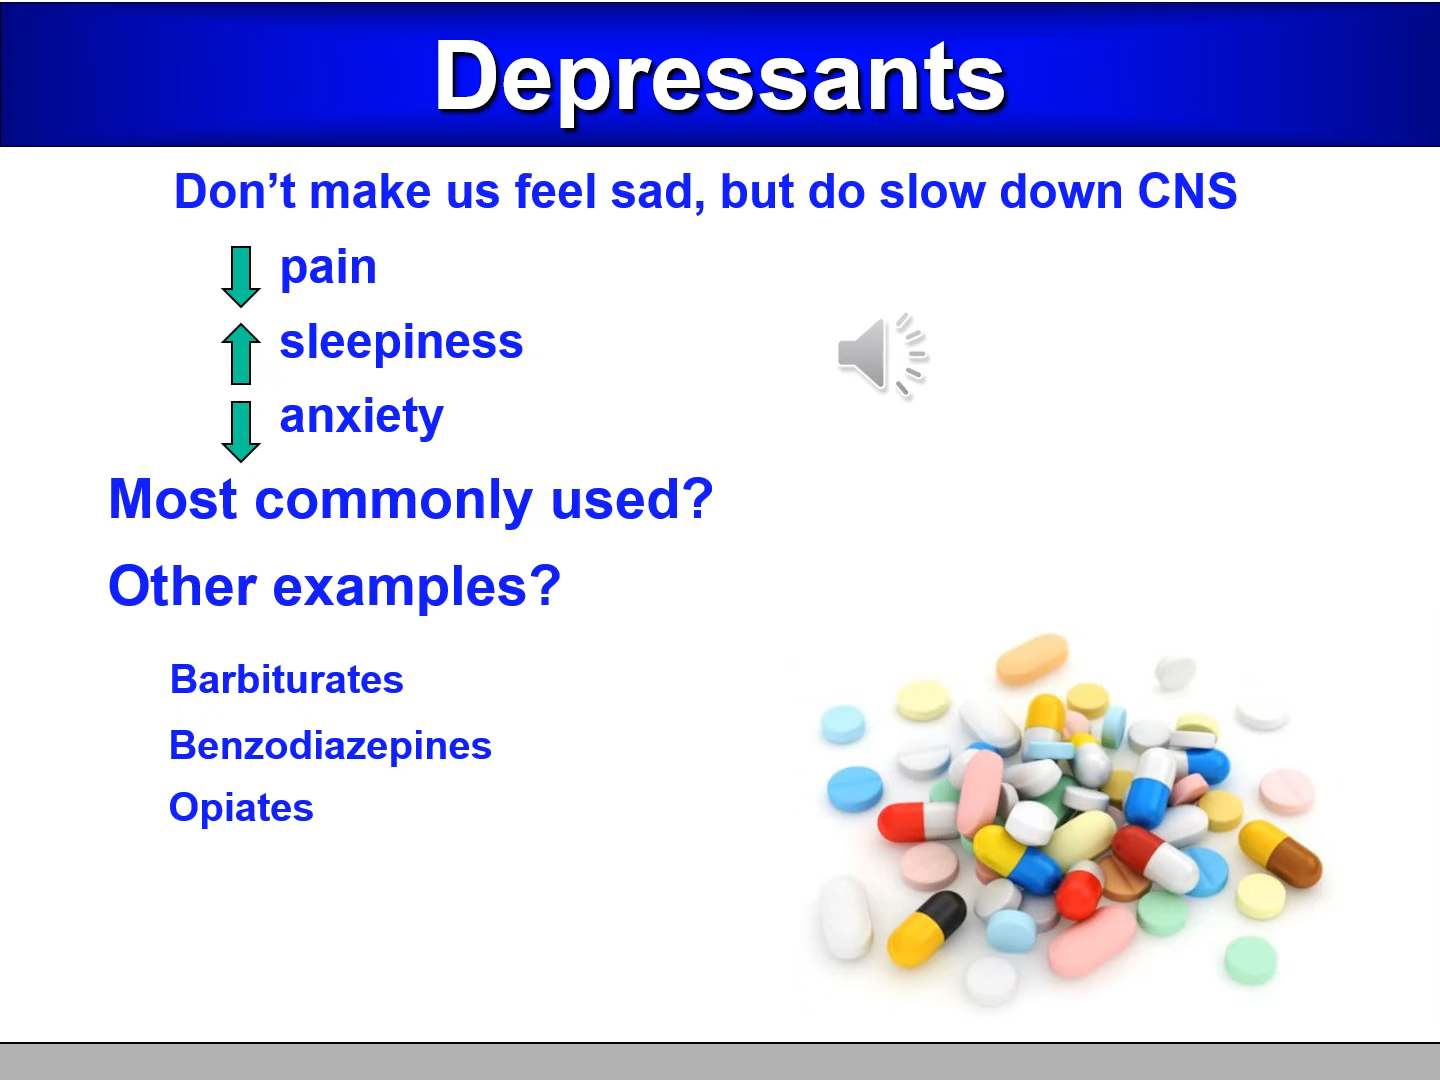 Depressants
Don’t make us feel sad, but do slow down CNS
pain
sleepiness
anxiety
Most commonly used?
Other examples?
Barbiturates
Benzodiazepines
Opiates